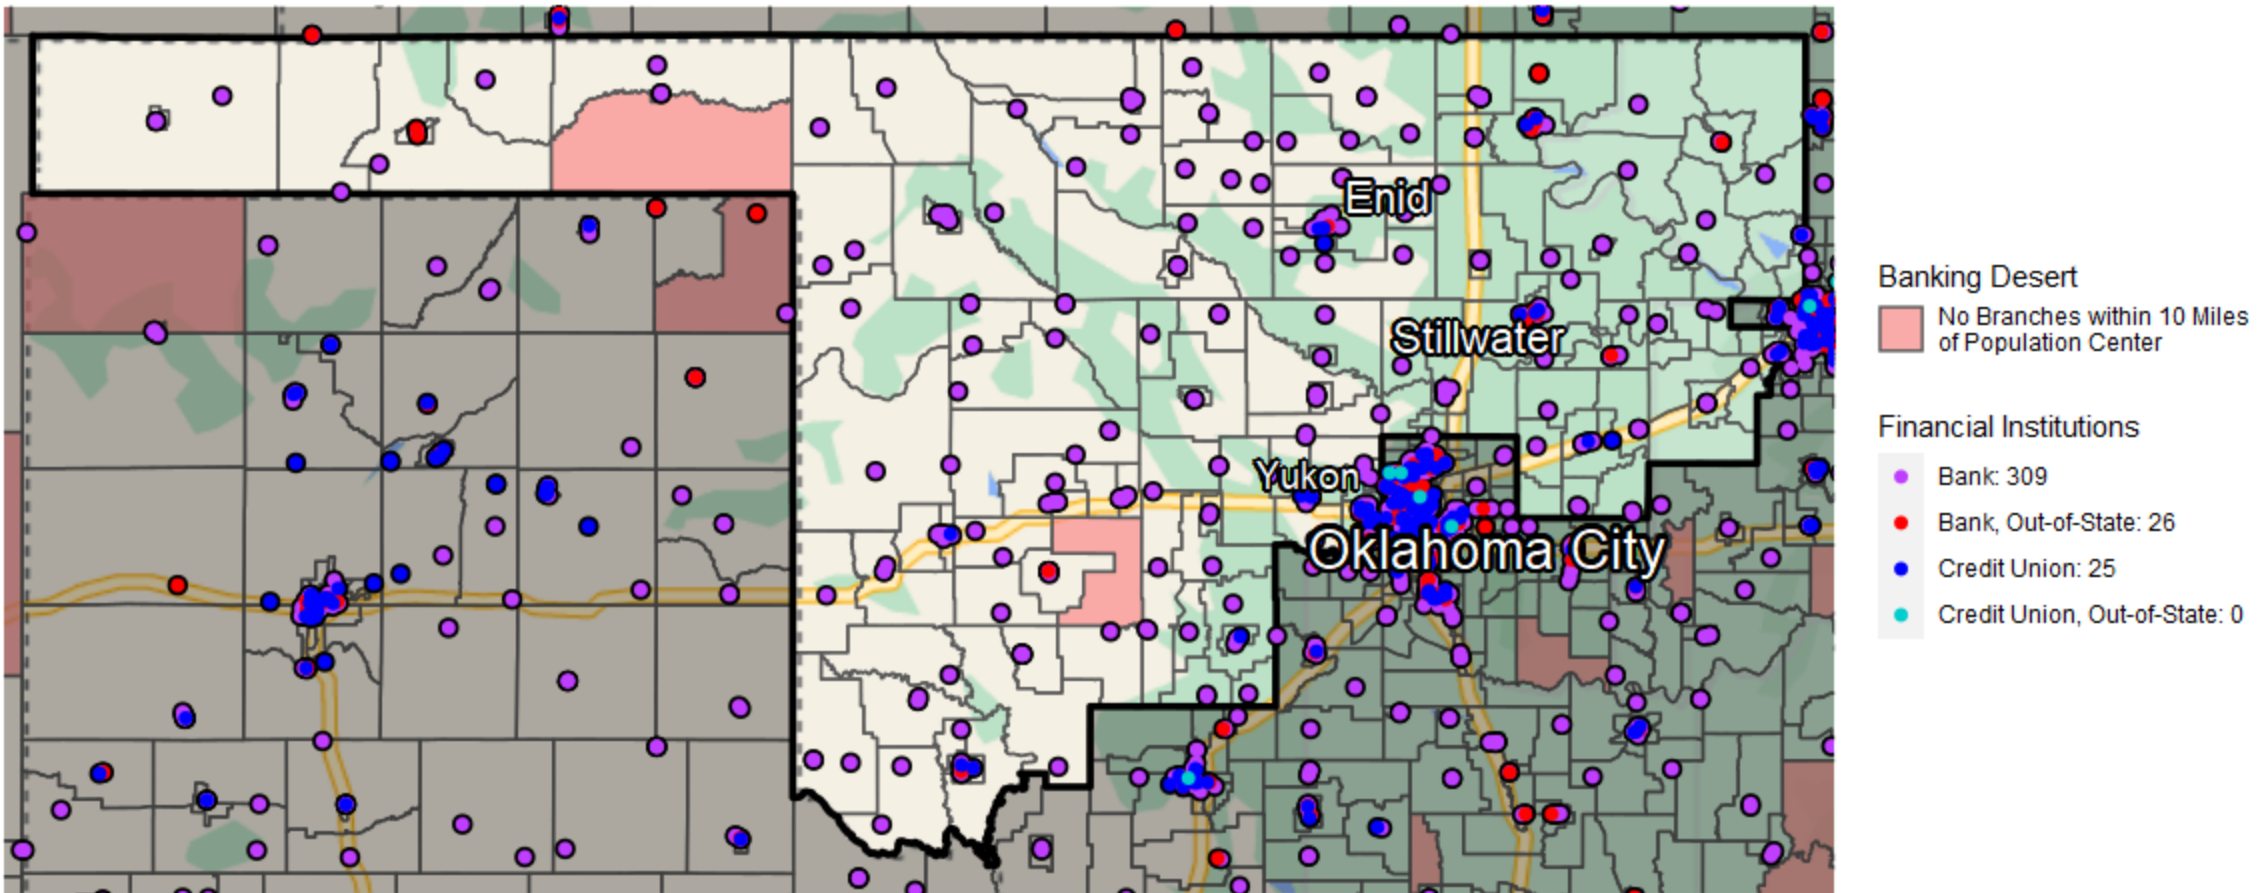 Enid
Stillwater
Yukon
Oklahoma City
Banking Desert
No Branches within 10 Miles
of Population Center
Financial Institutions
Bank: 309
Bank, Out-of-State: 26
Credit Union: 25
Credit Union, Out-of-State: 0